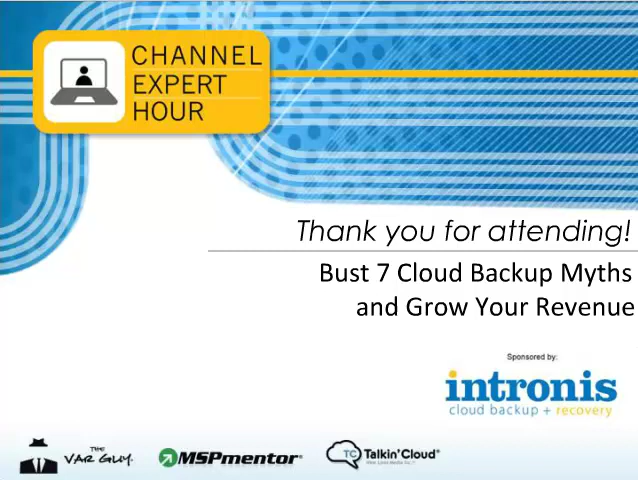 CHANNEL
EXPERT
HOUR
Thank you for attending!
Bust 7 Cloud Backup Myths
and Grow Your Revenue
Sponsored by:
intronis
cloud backup + recovery
THE
VAR GUY.
MSPmentor
TC
Talkin' Cloud